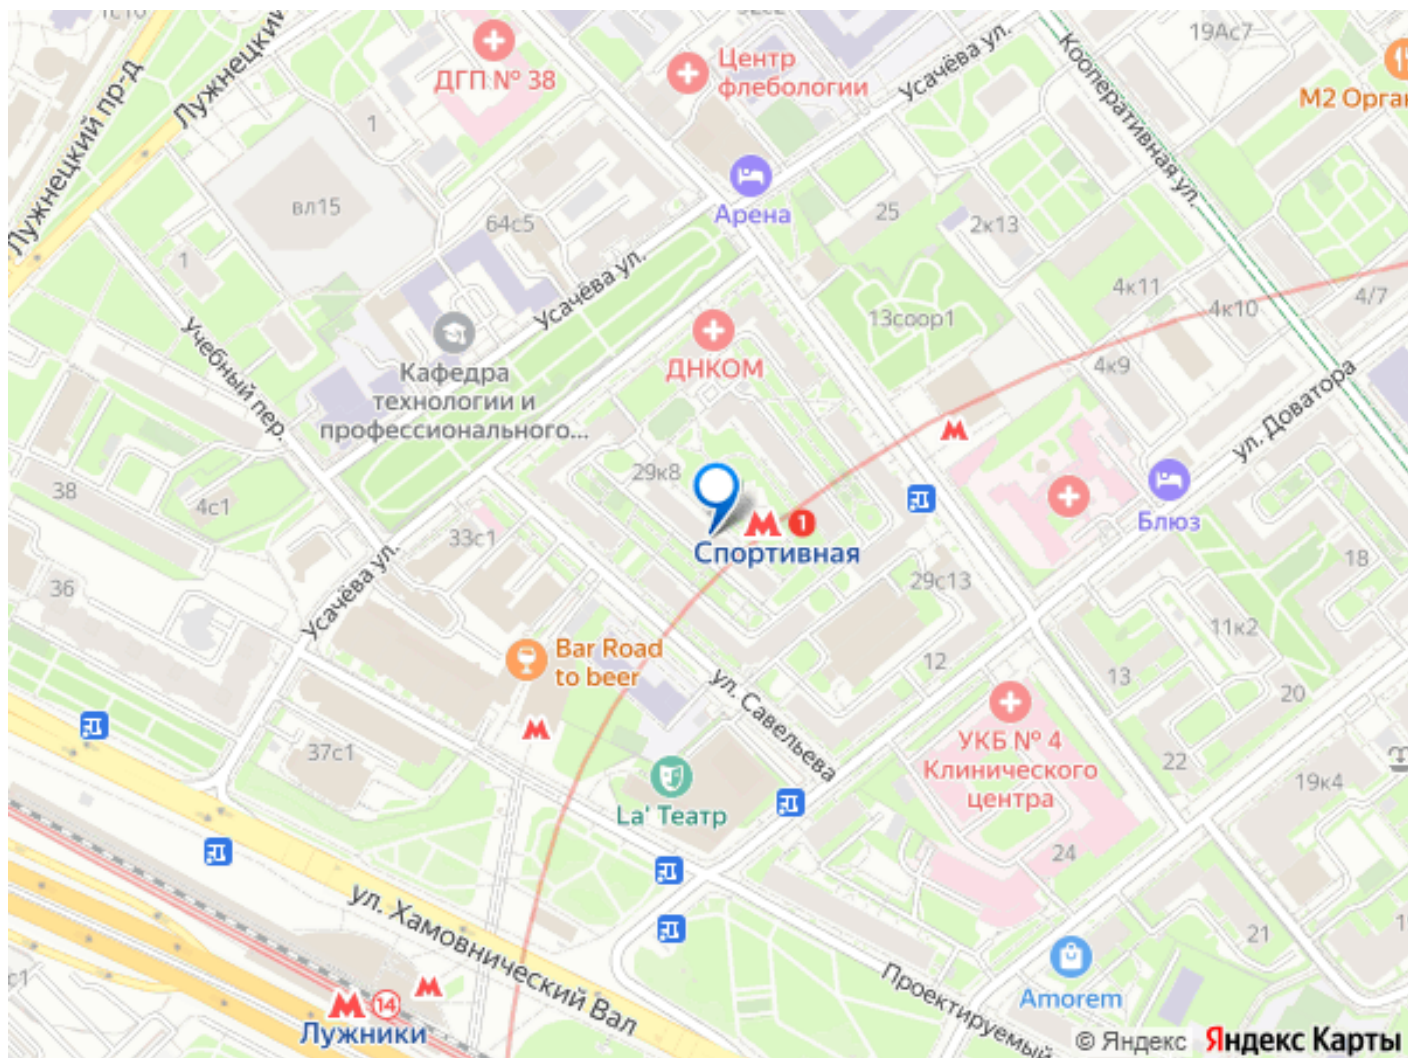 1с10
32с2
19Ас7
Лужнецкий пр-д
Лужнецкий
ДГП № 38
Центр
флебологии
Усачёва ул.
Кооперативная ул.
М2 Орган
1
вл15
64с5
Арена
25
2к13
1
Усачёва ул.
4к11
4к10
4/7
13соор1
Учебный пер.
Кафедра
технологии и
профессионального...
ДНКОМ
4к9
ул. Доватора
38
4с1
29к8
33с1
1
Спортивная
Блюз
18
36
Усачёва ул.
29с13
11к2
Bar Road
to beer
12
13
20
ул. Савельева
37с1
УКБ № 4
Клинического
центра
22
19к4
La' Театр
24
ул. Хамовнический Вал
21
с1
14
Лужники
Проектируемый
Amorem
© Яндекс
Яндекс Карты